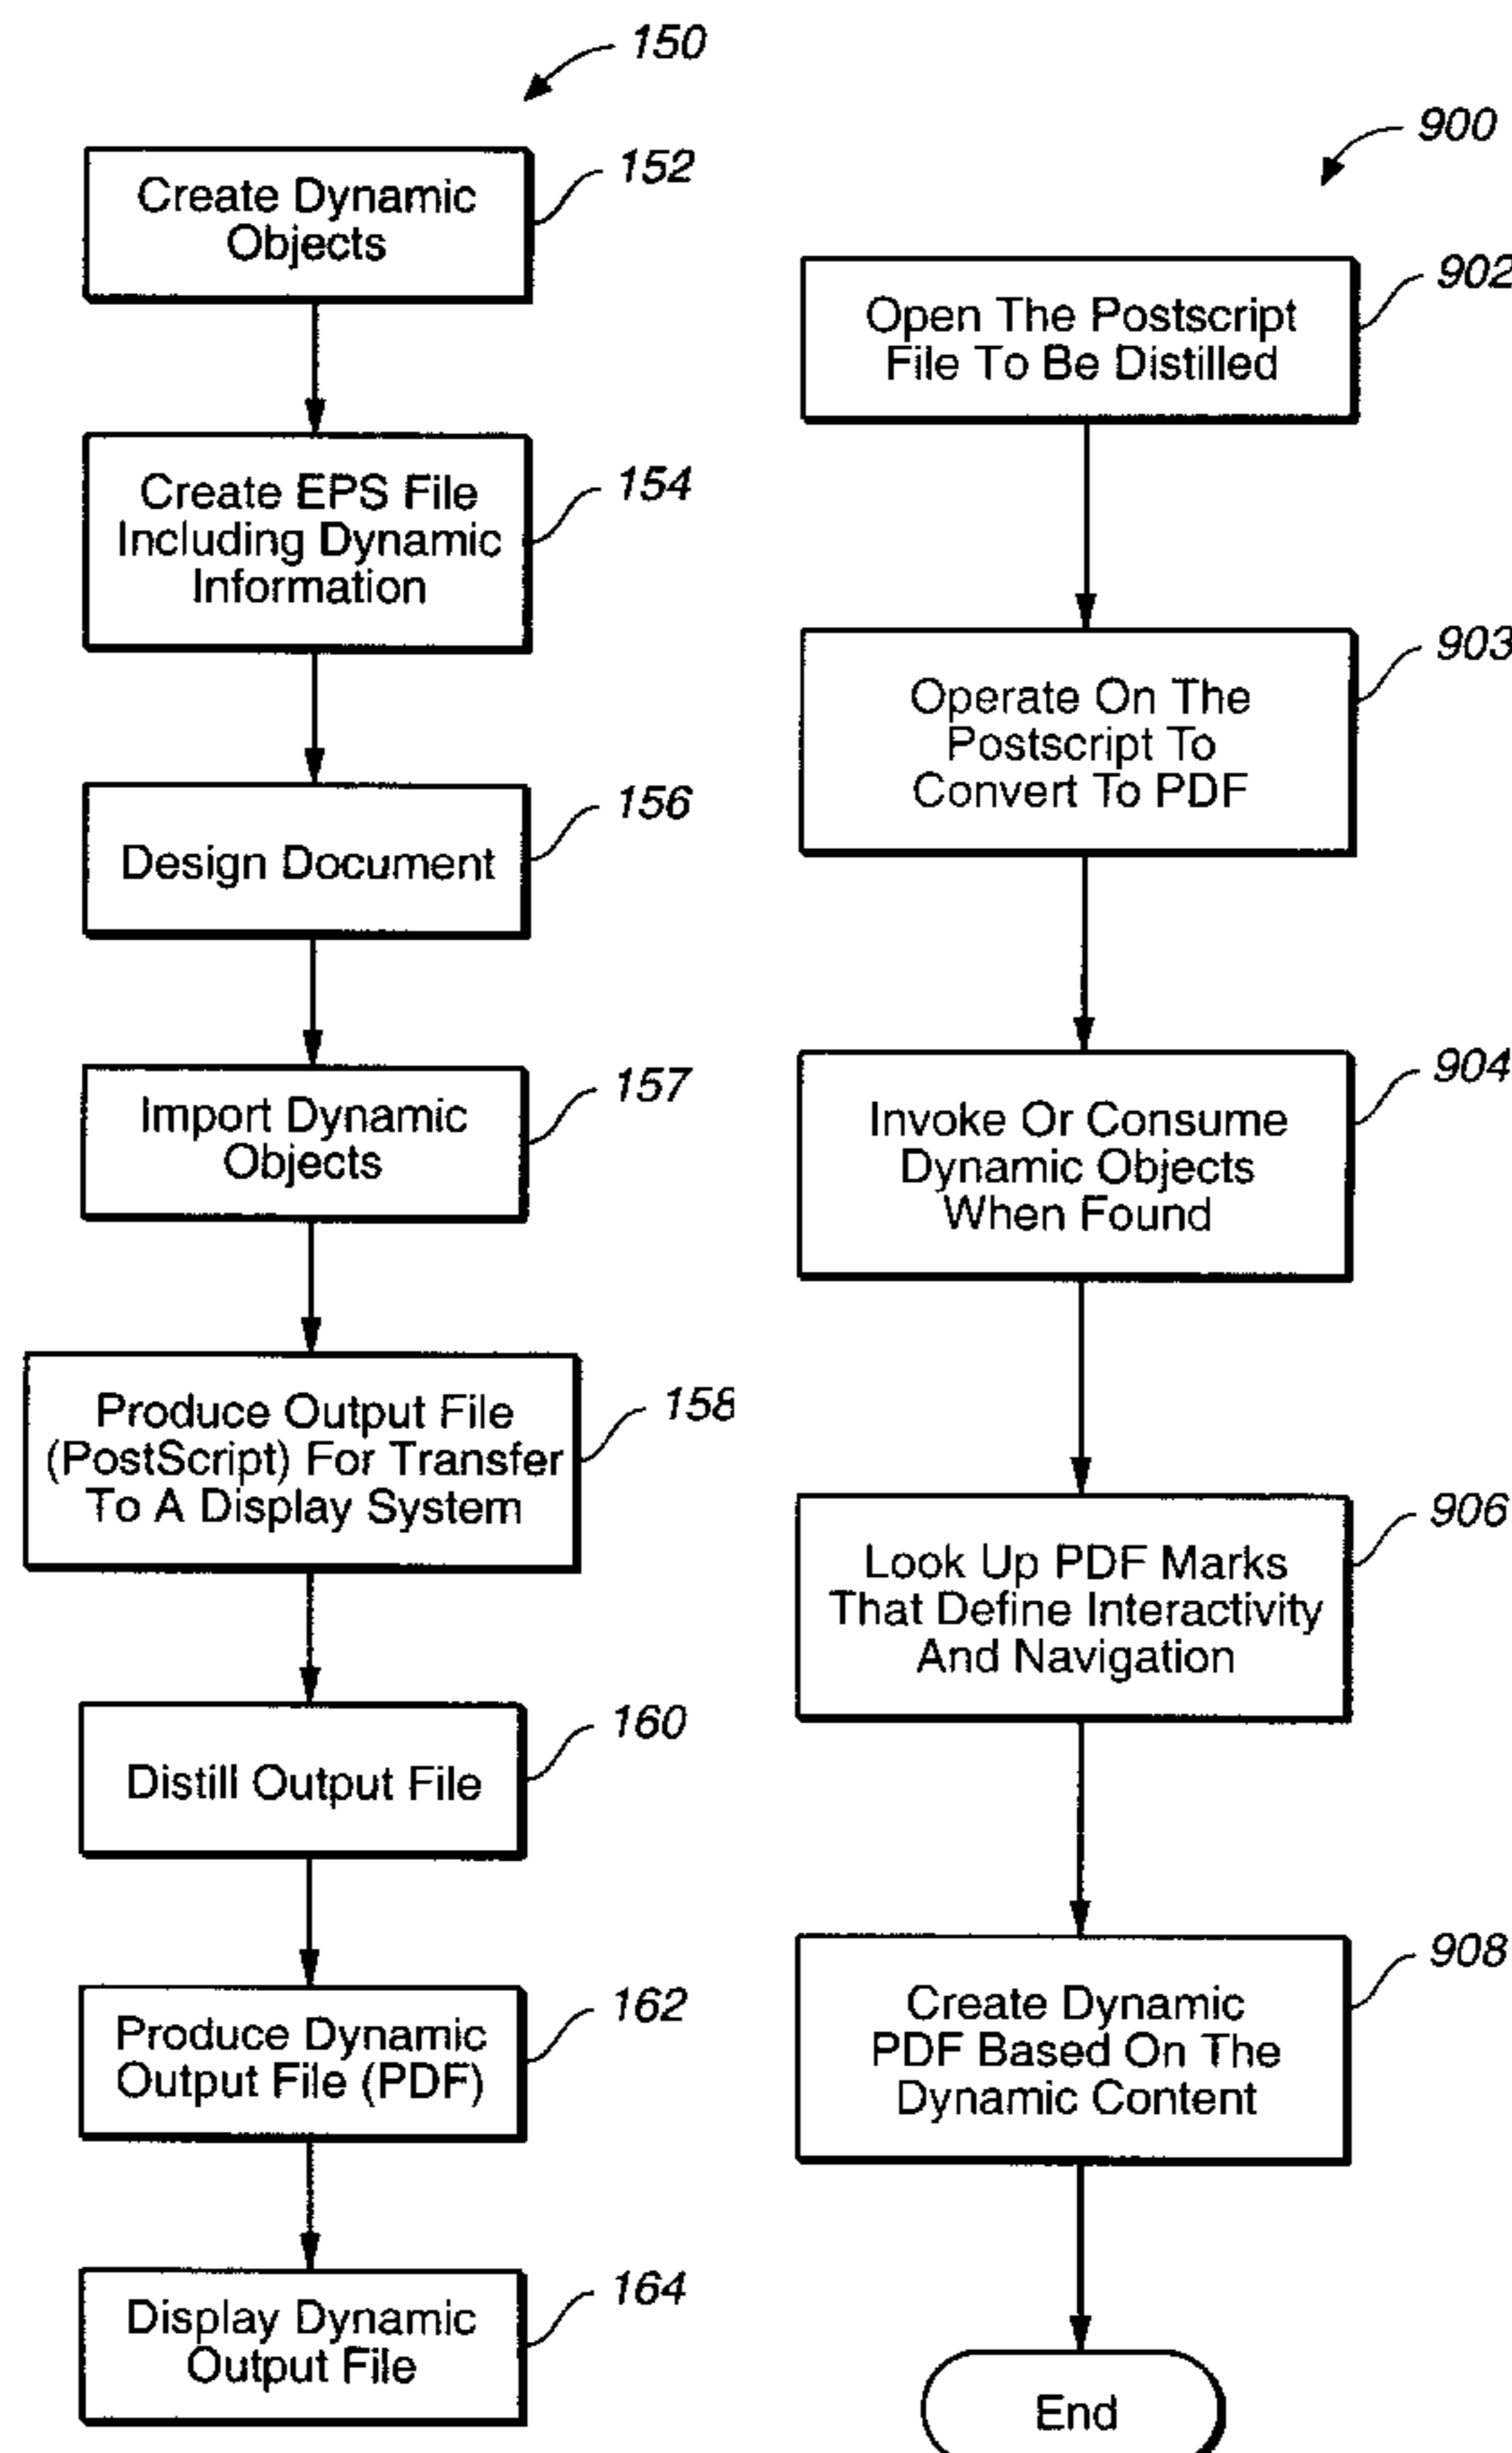 150
152
Create Dynamic
Objects
154
Create EPS File
Including Dynamic
Information
156
Design Document
157
Import Dynamic
Objects
158
Produce Output File
(PostScript) For Transfer
To A Display System
160
Distill Output File
162
Produce Dynamic
Output File (PDF)
164
Display Dynamic
Output File
900
902
Open The Postscript
File To Be Distilled
903
Operate On The
Postscript To
Convert To PDF
904
Invoke Or Consume
Dynamic Objects
When Found
906
Look Up PDF Marks
That Define Interactivity
And Navigation
908
Create Dynamic
PDF Based On The
Dynamic Content
End